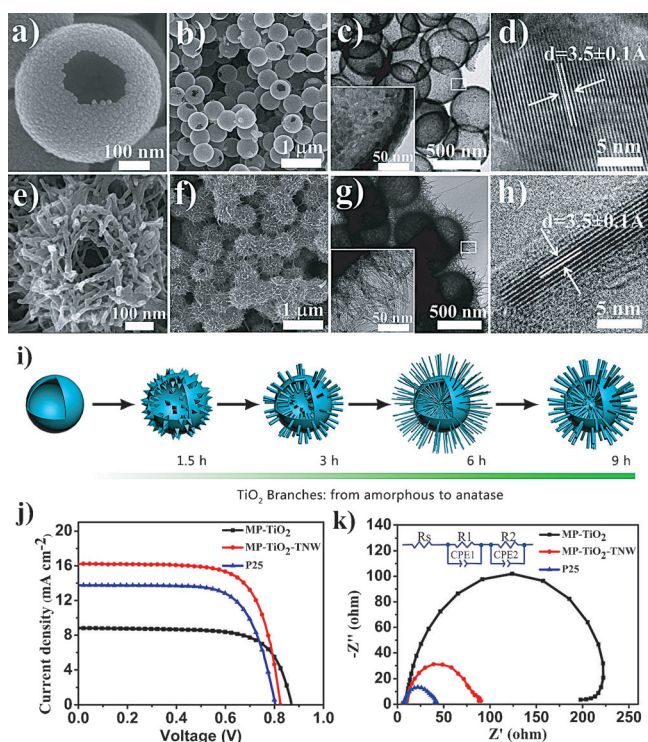 a)
100 nm
b)
1 μm
c)
50 nm
500 nm
d)
d=3.5±0.1Å
5 nm
e)
100 nm
f)
1 μm
g)
50 nm
500 nm
h)
d=3.5±0.1Å
5 nm
i)
1.5 h
3 h
6 h
9 h
TiO₂ Branches: from amorphous to anatase
j)
20
16
12
8
4
0
0.0
0.2
0.4
0.6
0.8
1.0
Current density (mA cm⁻²)
Voltage (V)
MP-TiO₂
MP-TiO₂-TNW
P25
k)
-140
-120
-100
-80
-60
-40
-20
0
0
50
100
150
200
250
-Z'' (ohm)
Z' (ohm)
Rs
R1
R2
CPE1
CPE2
MP-TiO₂
MP-TiO₂-TNW
P25